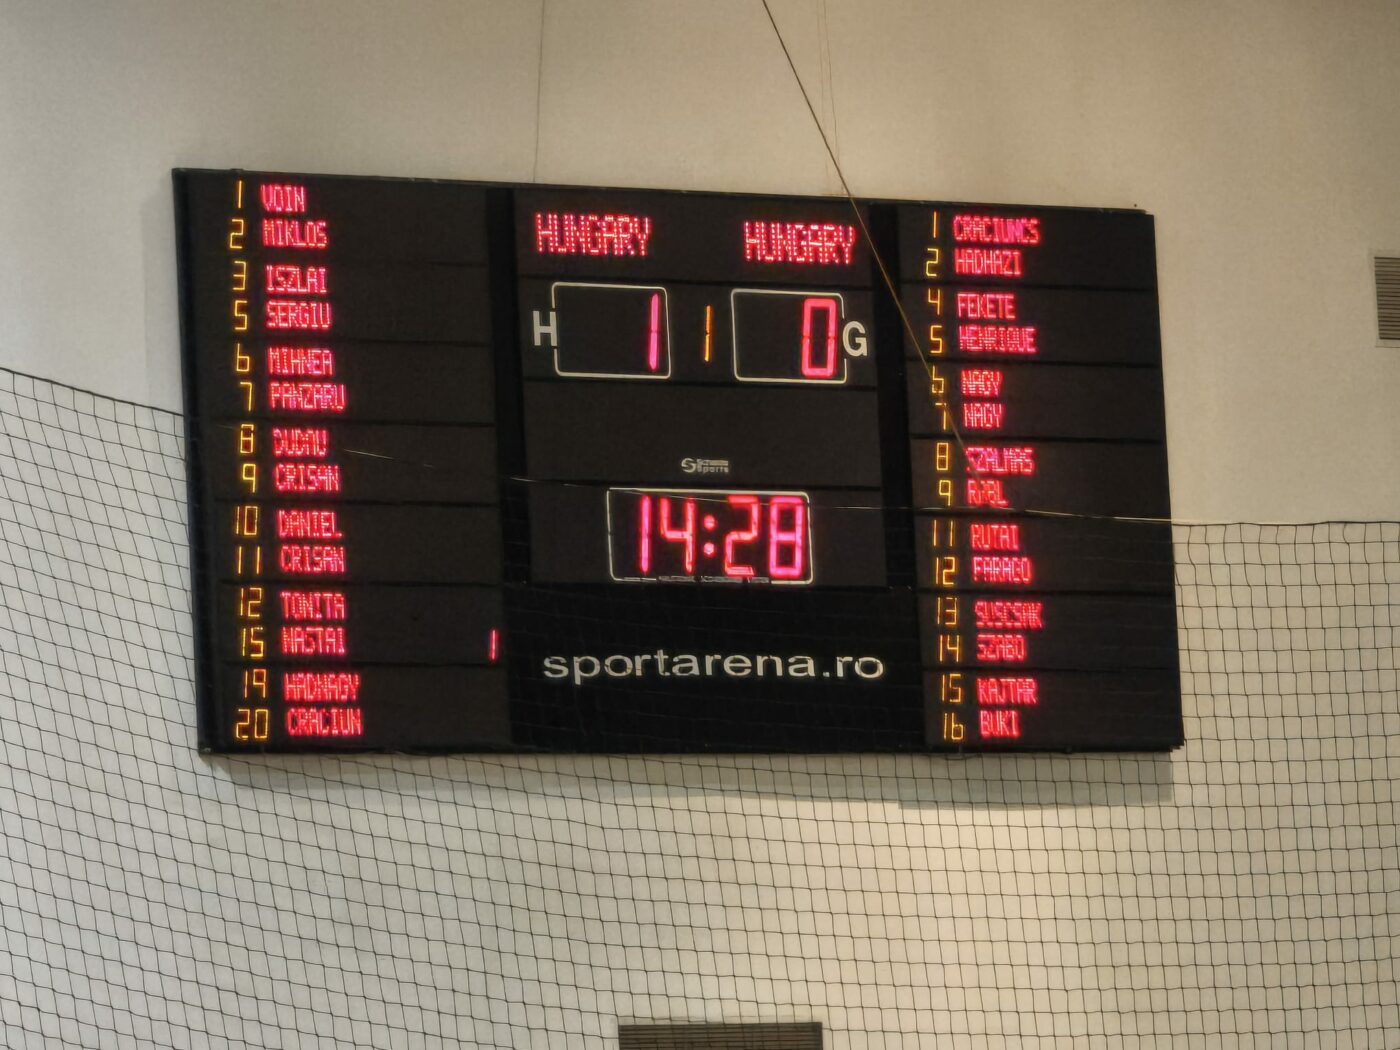 1 VOIN
2 MIKLOS
3 ISZLAI
5 SERGIU
6 MIHNEA
7 PANZARU
8 DUDAU
9 CRISAN
10 DANIEL
11 CRISAN
12 TONITA
15 NASTAI 1
19 HADNAGY
20 CRACIUN
HUNGARY HUNGARY
H 1 1 0 G
14:28
sportarena.ro
1 CRACIUNCS
2 HADHAZI
4 FEKETE
5 HENRIQUE
6 NAGY
7 NAGY
8 SZALMAS
9
11 RUTAI
12 FARAGO
13 SUSCSAK
14 SZABO
15 KAJTAR
16 BUKI